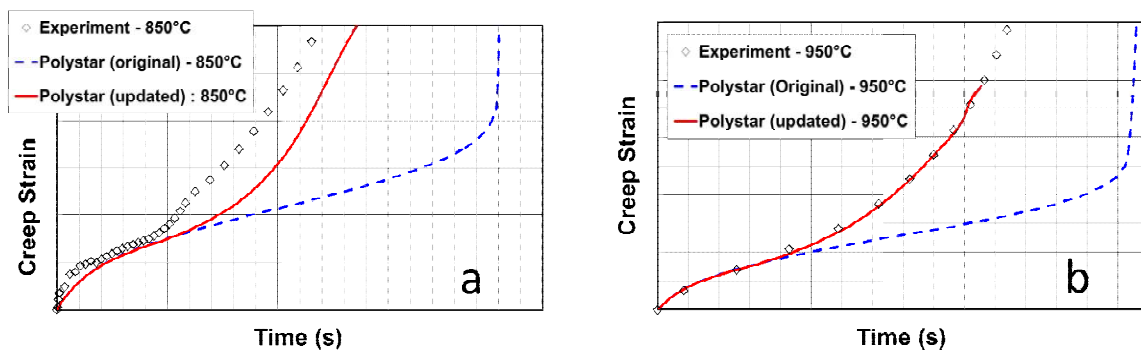 Experiment - 850°C
Polystar (original) - 850°C
Polystar (updated) : 850°C
Creep Strain
a
Time (s)
Experiment - 950°C
Polystar (Original) - 950°C
Polystar (updated) - 950°C
Creep Strain
b
Time (s)